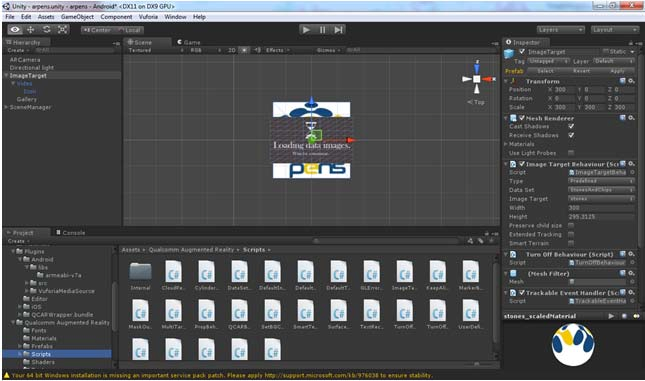 Unity - arpens.unity - arpens - Android* <DX11 on DX9 GPU>
File Edit Assets GameObject Component Vuforia Window Help
Center Local Layers Layout
Hierarchy
Create All
ARCamera
Directional light
ImageTarget
Video
Icon
Gallery
SceneManager
Scene Game
Textured RGB 2D Effects Gizmos All
z
x
Top
Loading data images.
pens
Inspector
ImageTarget Static
Tag Untagged Layer Default
Prefab Select Revert Apply
Transform
Position X 300 Y 0 Z 0
Rotation X 0 Y 0 Z 0
Scale X 300 Y 300 Z 300
Mesh Renderer
Cast Shadows
Receive Shadows
Materials
Use Light Probes
Image Target Behaviour (Scri
Script ImageTargetBeha
Type Predefined
Data Set StonesAndChips
Image Target Stones
Width 300
Height 295.3125
Preserve child size
Extended Tracking
Smart Terrain
Turn Off Behaviour (Script)
Script TurnOffBehaviour
(Mesh Filter)
Mesh
Trackable Event Handler (Scri
Script TrackableEventHa
stones_scaledMaterial
Project Console
Create
Plugins
Android
libs
armeabi-v7a
src
VuforiaMediaSource
Editor
iOS
QCARWrapper.bundle
Qualcomm Augmented Reality
Fonts
Materials
Prefabs
Scripts
Shaders
Assets Qualcomm Augmented Reality Scripts
Internal CloudRe... Cylinder... DataSet... DefaultIn... Default... DefaultT... GLError... ImageTa... KeepAli... MarkerB...
MaskOu... MultiTar... PropBeh... QCARB... SetBGC... SmartTe... Surface... TextRec... TurnOff... TurnOff... UserDefi...
Your 64 bit Windows installation is missing an important service pack patch. Please apply http://support.microsoft.com/kb/976038 to ensure stability.